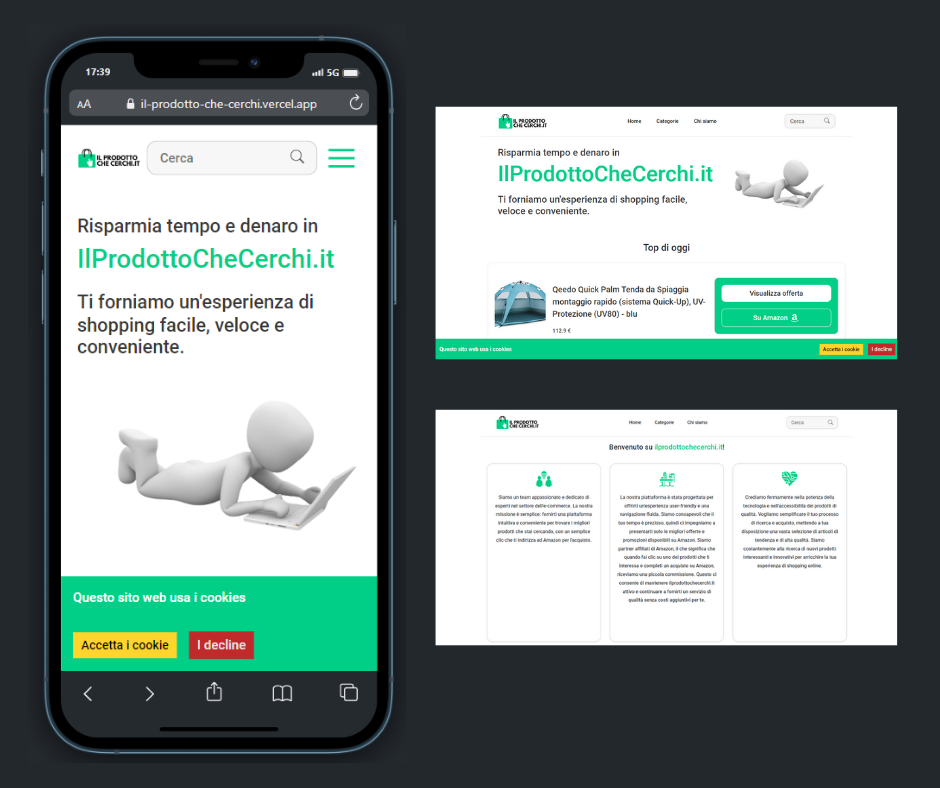 17:39
5G
AA
il-prodotto-che-cerchi.vercel.app
IL PRODOTTO
CHE CERCHI.IT
Cerca
Risparmia tempo e denaro in
IlProdottoCheCerchi.it
Ti forniamo un'esperienza di
shopping facile, veloce e
conveniente.
Questo sito web usa i cookies
Accetta i cookie
I decline
IL PRODOTTO
CHE CERCHI.IT
Home
Categorie
Chi siamo
Cerca
Risparmia tempo e denaro in
IlProdottoCheCerchi.it
Ti forniamo un'esperienza di shopping facile,
veloce e conveniente.
Top di oggi
Qeedo Quick Palm Tenda da Spiaggia
montaggio rapido (sistema Quick-Up), UV-
Protezione (UV80) - blu
112.9 €
Visualizza offerta
Su Amazon
Questo sito web usa i cookies
Accetta i cookie
I decline
IL PRODOTTO
CHE CERCHI.IT
Home
Categorie
Chi siamo
Cerca
Benvenuto su ilprodottochecerchi.it!
Siamo un team appassionato e dedicato di
esperti nel settore dell'e-commerce. La nostra
missione è semplice: fornirti una piattaforma
intuitiva e conveniente per trovare i migliori
prodotti che stai cercando, con un semplice
clic che ti indirizza ad Amazon per l'acquisto.
La nostra piattaforma è stata progettata per
offrirti un'esperienza user-friendly e una
navigazione fluida. Siamo consapevoli che il
tuo tempo è prezioso, quindi ci impegniamo a
presentarti solo le migliori offerte e
promozioni disponibili su Amazon. Siamo
partner affiliati di Amazon, il che significa che
quando fai clic su uno dei prodotti che ti
interessa e completi un acquisto su Amazon,
riceviamo una piccola commissione. Questo ci
consente di mantenere ilprodottochecerchi.it
attivo e continuare a fornirti un servizio di
qualità senza costi aggiuntivi per te.
Crediamo fermamente nella potenza della
tecnologia e nell'accessibilità dei prodotti di
qualità. Vogliamo semplificare il tuo processo
di ricerca e acquisto, mettendo a tua
disposizione una vasta selezione di articoli di
tendenza e di alta qualità. Siamo
costantemente alla ricerca di nuovi prodotti
interessanti e innovativi per arricchire la tua
esperienza di shopping online.